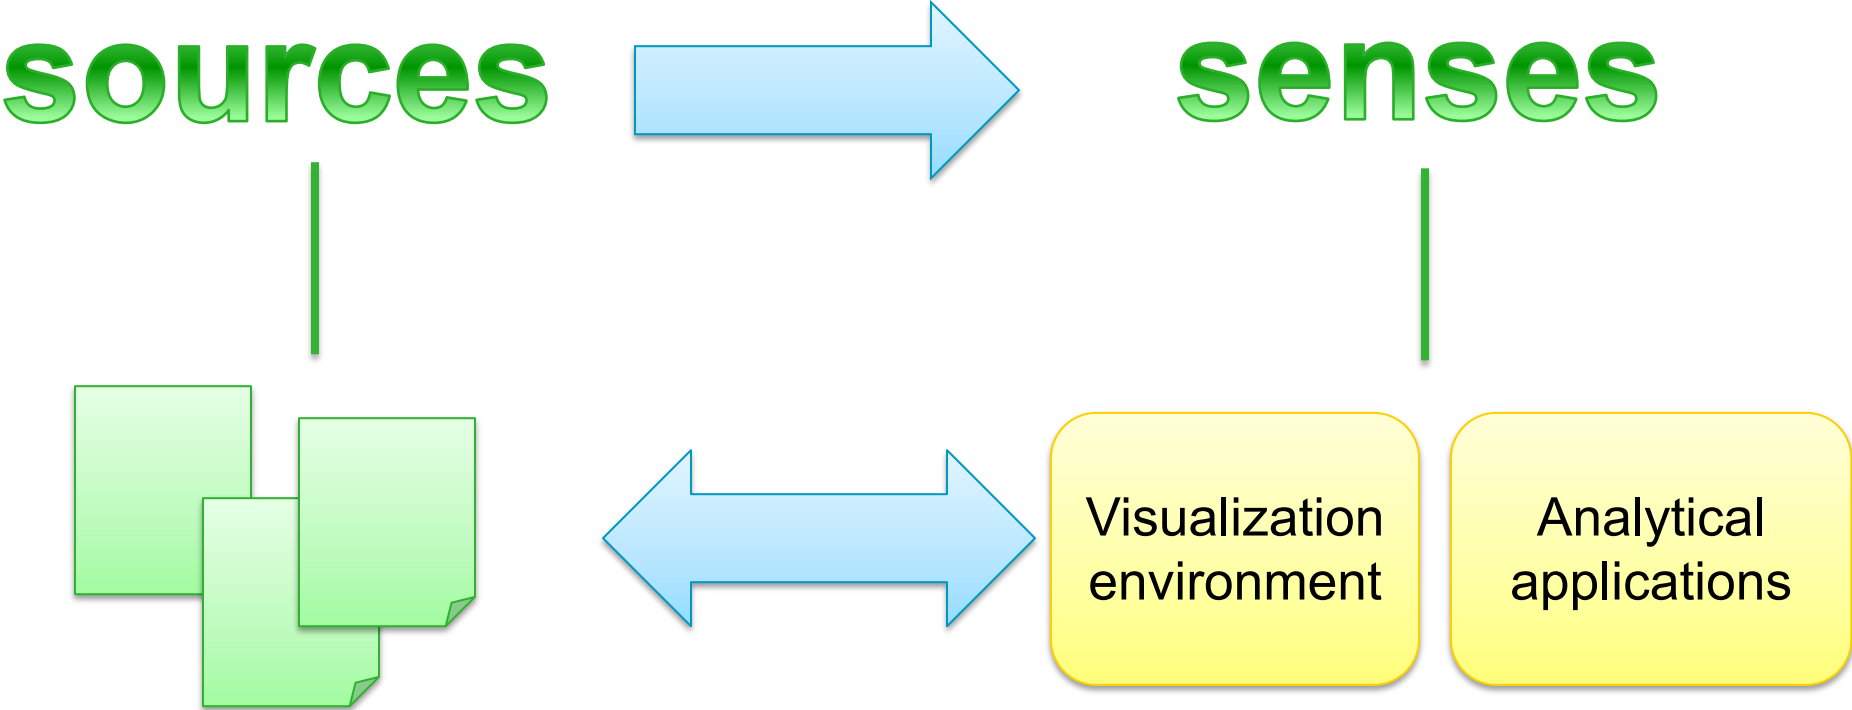 sources
senses
Visualization
environment
Analytical
applications